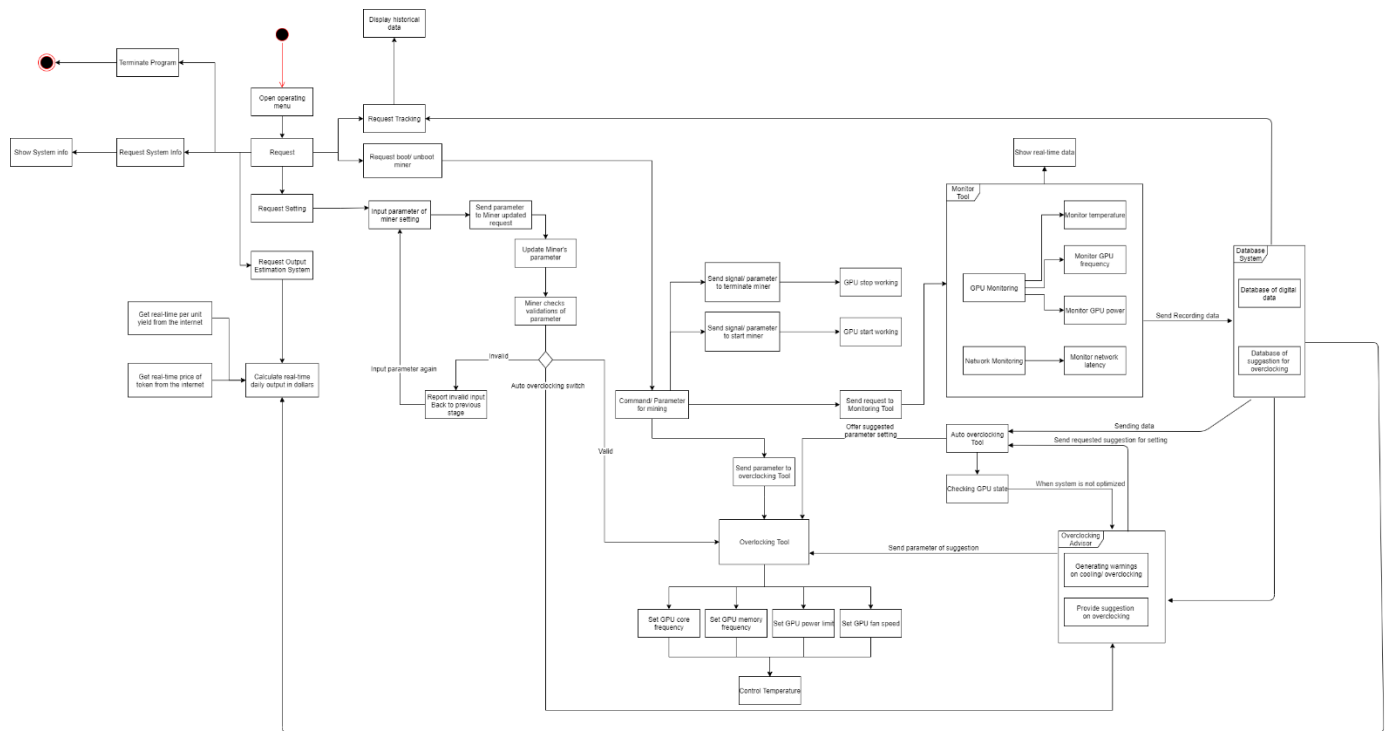 Display historical
data
Terminate Program
Open operating
menu
Request Tracking
Show System info
Request System Info
Request
Request boot/ unboot
miner
Show real-time data
Request Setting
Input parameter of
miner setting
Send parameter
to Miner updated
request
Monitor
Tool
Monitor temperature
Update Miner's
parameter
Request Output
Estimation System
Monitor GPU
frequency
Database
System
Send signal/ parameter
to terminate miner
GPU stop working
GPU Monitoring
Database of digital
data
Get real-time per unit
yield from the internet
Miner checks
validations of
parameter
Monitor GPU power
Send Recording data
Send signal/ parameter
to start miner
GPU start working
Invalid
Network Monitoring
Monitor network
latency
Database of
suggestion for
overclocking
Input parameter again
Get real-time price of
token from the internet
Calculate real-time
daily output in dollars
Auto overclocking switch
Report invalid input
Back to previous
stage
Command/ Parameter
for mining
Send request to
Monitoring Tool
Offer suggested
parameter setting
Auto overclocking
Tool
Sending data
Send requested suggestion for setting
Valid
Send parameter to
overclocking Tool
Checking GPU state
When system is not optimized
Overlocking Tool
Overclocking
Advisor
Send parameter of suggestion
Generating warnings
on cooling/ overclocking
Provide suggestion
on overclocking
Set GPU core
frequency
Set GPU memory
frequency
Set GPU power limit
Set GPU fan speed
Control Temperature